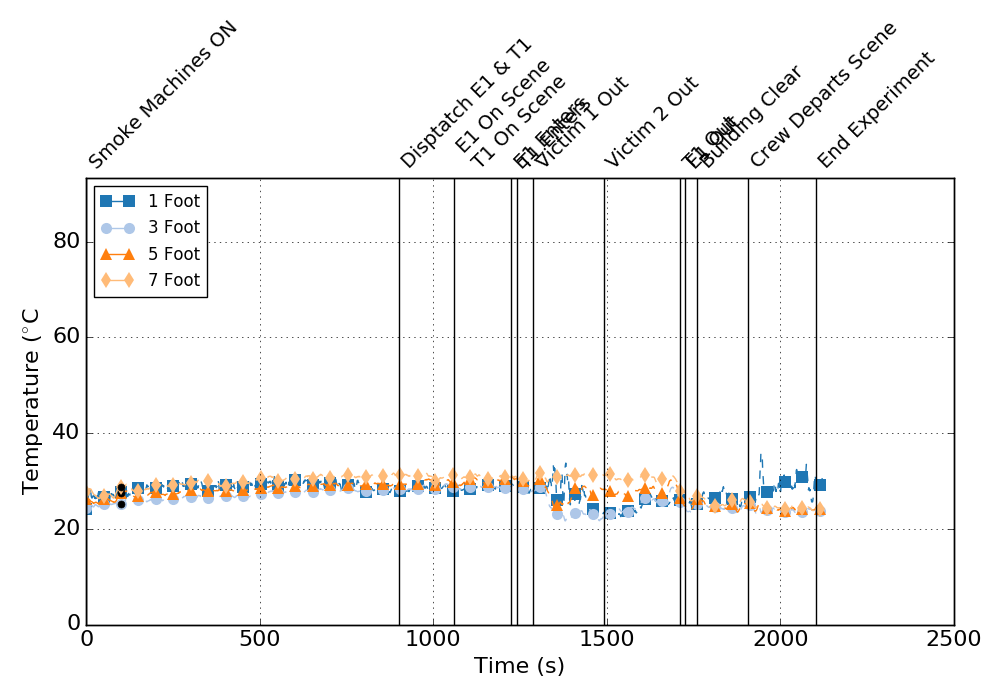 Smoke Machines ON
Disptatch E1 & T1
E1 On Scene
T1 On Scene
E1 Enters
T1 Enters
Victim 1 Out
Victim 2 Out
T1 Out
E1 Out
Building Clear
Crew Departs Scene
End Experiment
1 Foot
3 Foot
5 Foot
7 Foot
Temperature (°C
80
60
40
20
0
0 500 1000 1500 2000 2500
Time (s)